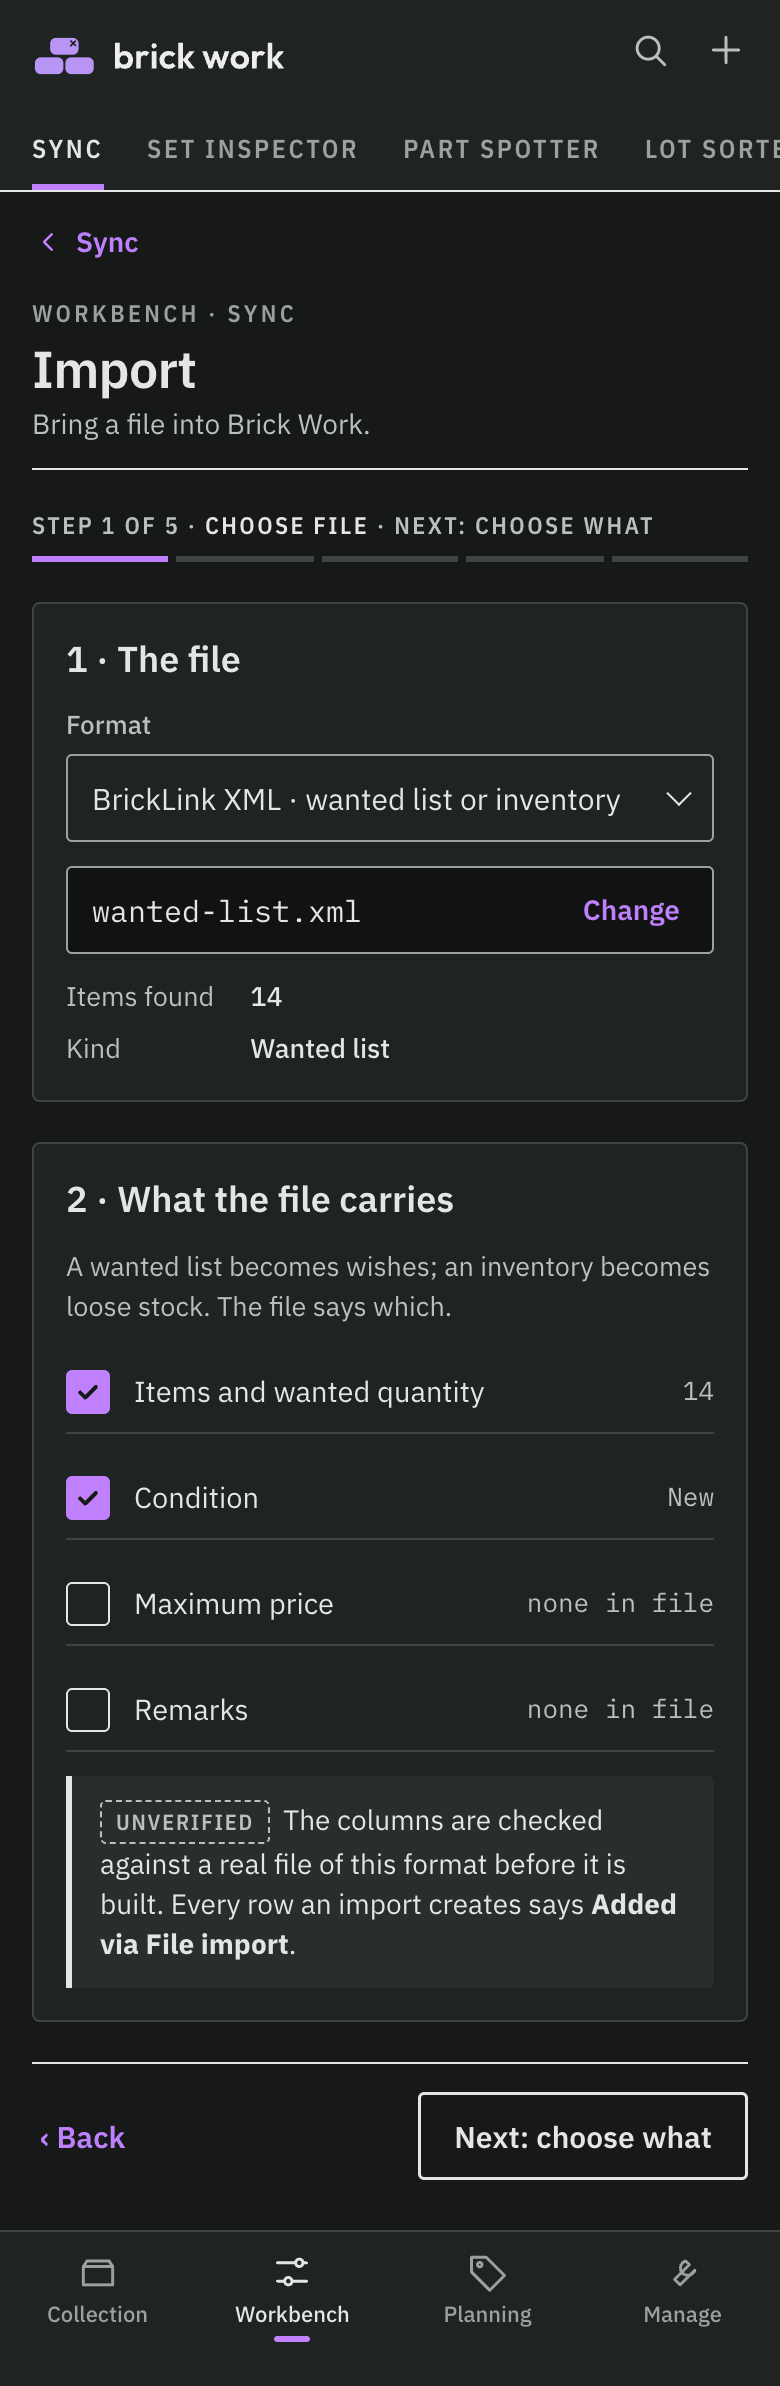 brick work
SYNC SET INSPECTOR PART SPOTTER LOT SORTE
Sync
WORKBENCH · SYNC
Import
Bring a file into Brick Work.
STEP 1 OF 5 · CHOOSE FILE · NEXT: CHOOSE WHAT
1 · The file
Format
BrickLink XML · wanted list or inventory
wanted-list.xml Change
Items found 14
Kind Wanted list
2 · What the file carries
A wanted list becomes wishes; an inventory becomes
loose stock. The file says which.
Items and wanted quantity 14
Condition New
Maximum price none in file
Remarks none in file
UNVERIFIED The columns are checked
against a real file of this format before it is
built. Every row an import creates says Added
via File import.
‹ Back Next: choose what
Collection Workbench Planning Manage